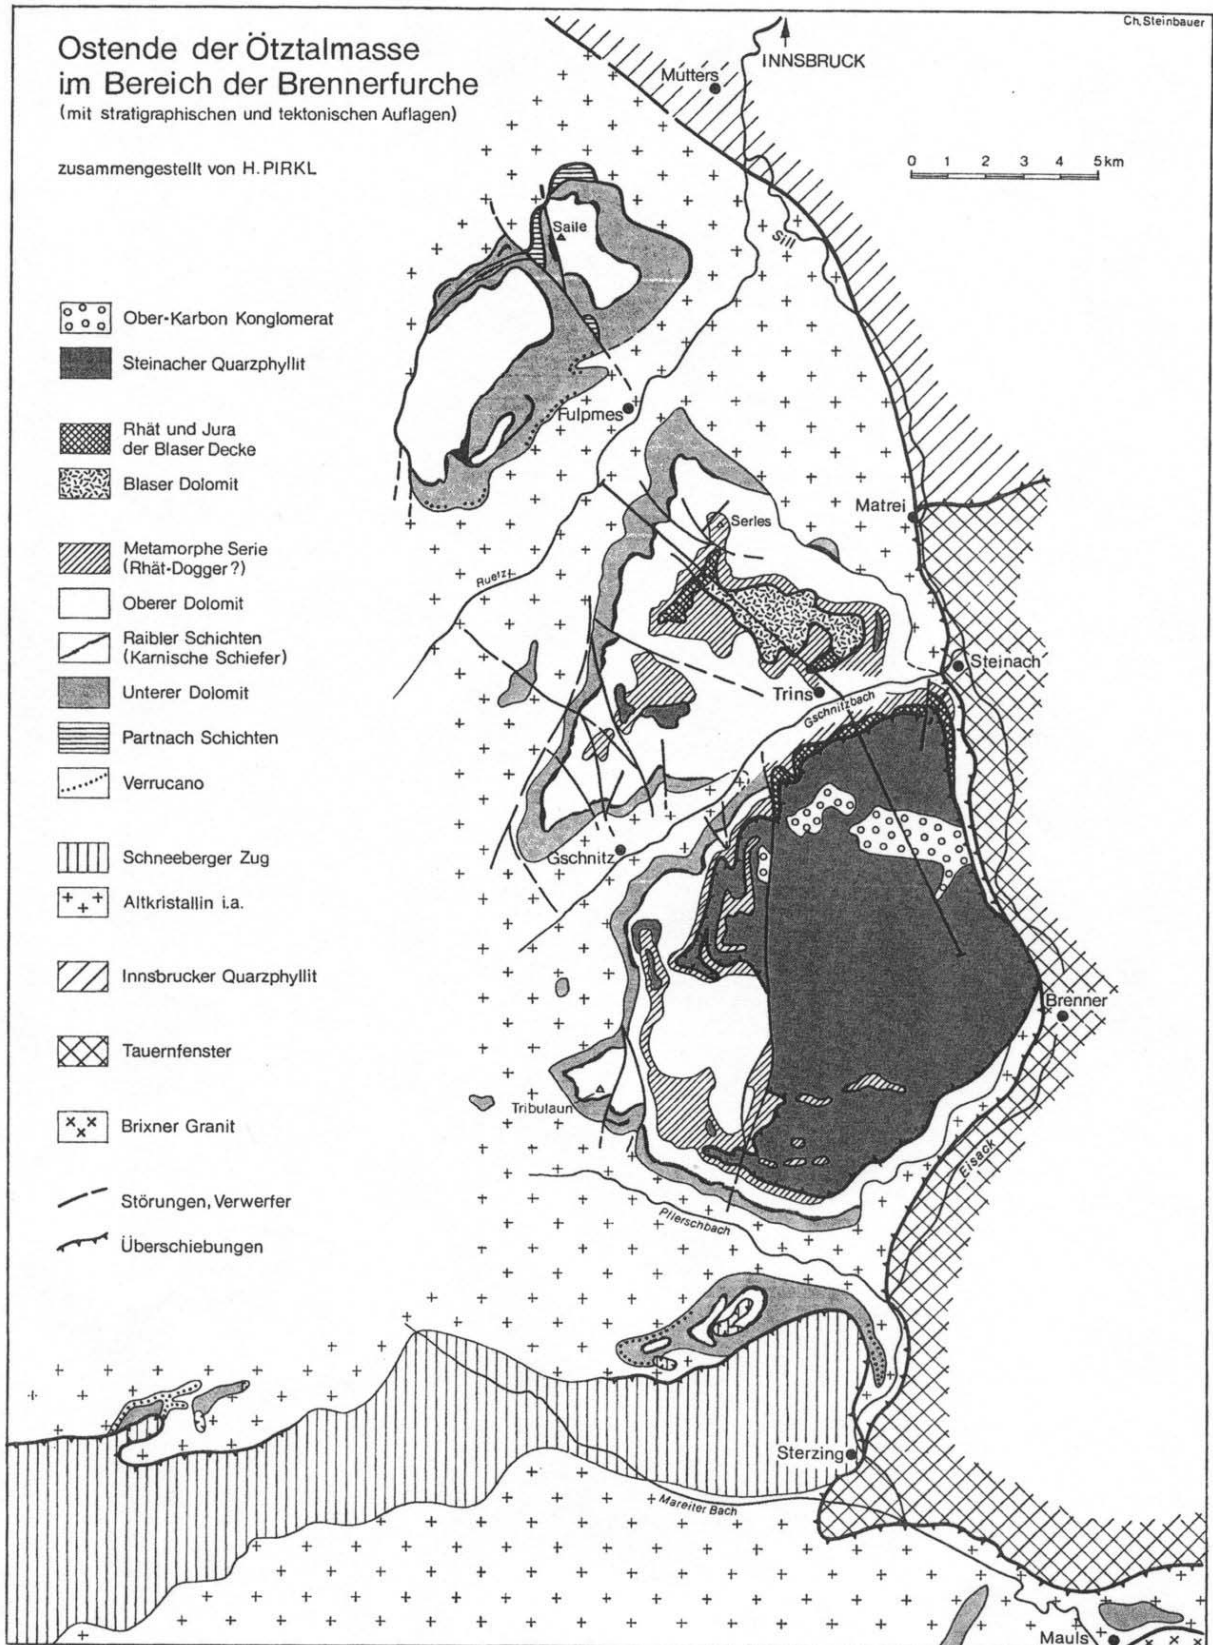 Ch. Steinbauer
Ostende der Ötztalmasse
im Bereich der Brennerfurche
(mit stratigraphischen und tektonischen Auflagen)
zusammengestellt von H. PIRKL
INNSBRUCK
Mutters
0 1 2 3 4 5 km
Sill
Saile
Fulpmes
Matrei
Serles
Ruetz
Steinach
Trins
Gschnitzbach
Gschnitz
Brenner
Tribulaun
Eisack
Pflerschbach
Sterzing
Mareiter Bach
Mauls
Ober-Karbon Konglomerat
Steinacher Quarzphyllit
Rhät und Jura
der Blaser Decke
Blaser Dolomit
Metamorphe Serie
(Rhät-Dogger?)
Oberer Dolomit
Raibler Schichten
(Karnische Schiefer)
Unterer Dolomit
Partnach Schichten
Verrucano
Schneeberger Zug
Altkristallin i.a.
Innsbrucker Quarzphyllit
Tauernfenster
Brixner Granit
Störungen, Verwerfer
Überschiebungen